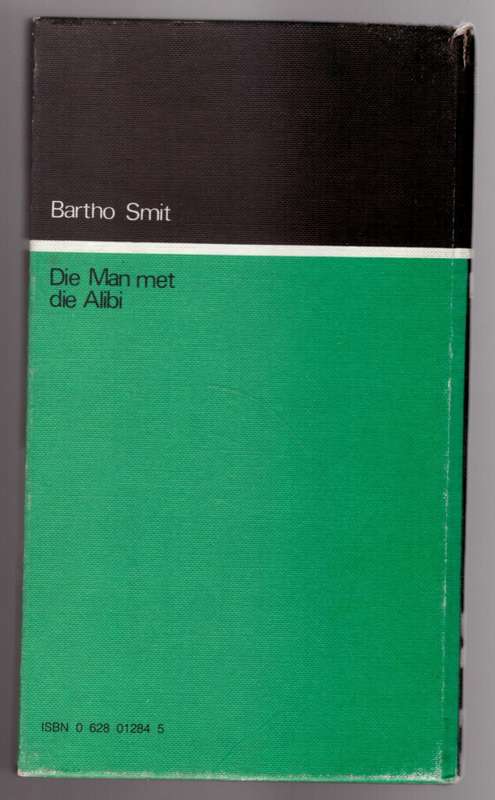 Bartho Smit
Die Man met
die Alibi
ISBN 0 628 01284 5